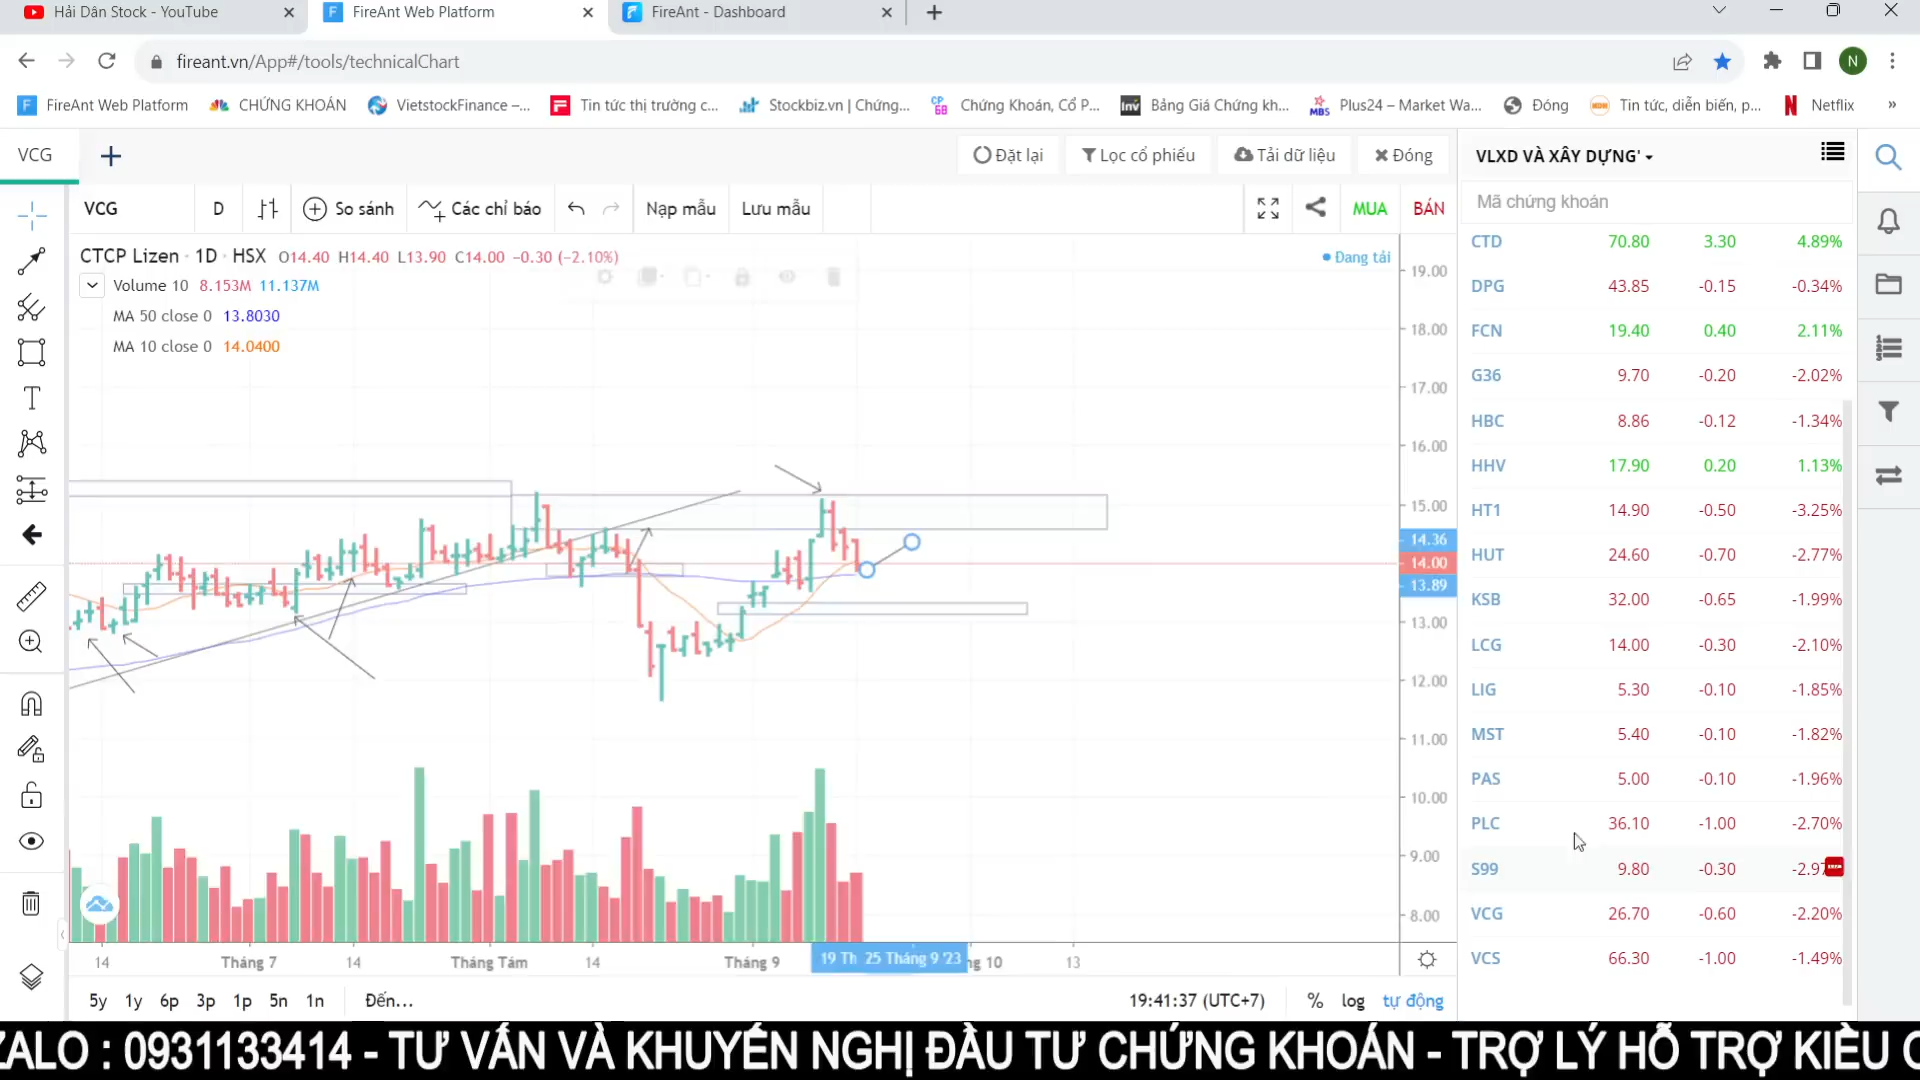 Hải Dân Stock - YouTube
FireAnt Web Platform
FireAnt - Dashboard
fireant.vn/App#/tools/technicalChart
N
FireAnt Web Platform
CHỨNG KHOÁN
VietstockFinance –...
Tin tức thị trường c...
Stockbiz.vn | Chứng...
Chứng Khoán, Cổ P...
Bảng Giá Chứng kh...
Plus24 – Market Wa...
Đóng
Tin tức, diễn biến, p...
Netflix
»
VCG
Đặt lại
Lọc cổ phiếu
Tải dữ liệu
Đóng
VLXD VÀ XÂY DỰNG'
VCG
D
So sánh
Các chỉ báo
Nạp mẫu
Lưu mẫu
MUA
BÁN
Mã chứng khoán
CTCP Lizen · 1D · HSX O14.40 H14.40 L13.90 C14.00 −0.30 (−2.10%)
Đang tải
Volume 10 8.153M 11.137M
MA 50 close 0 13.8030
MA 10 close 0 14.0400
19.00
18.00
17.00
16.00
15.00
14.36
14.00
13.89
13.00
12.00
11.00
10.00
9.00
8.00
CTD 70.80 3.30 4.89%
DPG 43.85 -0.15 -0.34%
FCN 19.40 0.40 2.11%
G36 9.70 -0.20 -2.02%
HBC 8.86 -0.12 -1.34%
HHV 17.90 0.20 1.13%
HT1 14.90 -0.50 -3.25%
HUT 24.60 -0.70 -2.77%
KSB 32.00 -0.65 -1.99%
LCG 14.00 -0.30 -2.10%
LIG 5.30 -0.10 -1.85%
MST 5.40 -0.10 -1.82%
PAS 5.00 -0.10 -1.96%
PLC 36.10 -1.00 -2.70%
S99 9.80 -0.30 -2.97
VCG 26.70 -0.60 -2.20%
VCS 66.30 -1.00 -1.49%
14 Tháng 7 14 Tháng Tám 14 Tháng 9 19 Th 25 Tháng 9 '23 ng 10 13
5y 1y 6p 3p 1p 5n 1n Đến...
19:41:37 (UTC+7) % log tự động
ZALO : 0931133414 - TƯ VẤN VÀ KHUYẾN NGHỊ ĐẦU TƯ CHỨNG KHOÁN - TRỢ LÝ HỖ TRỢ KIỀU